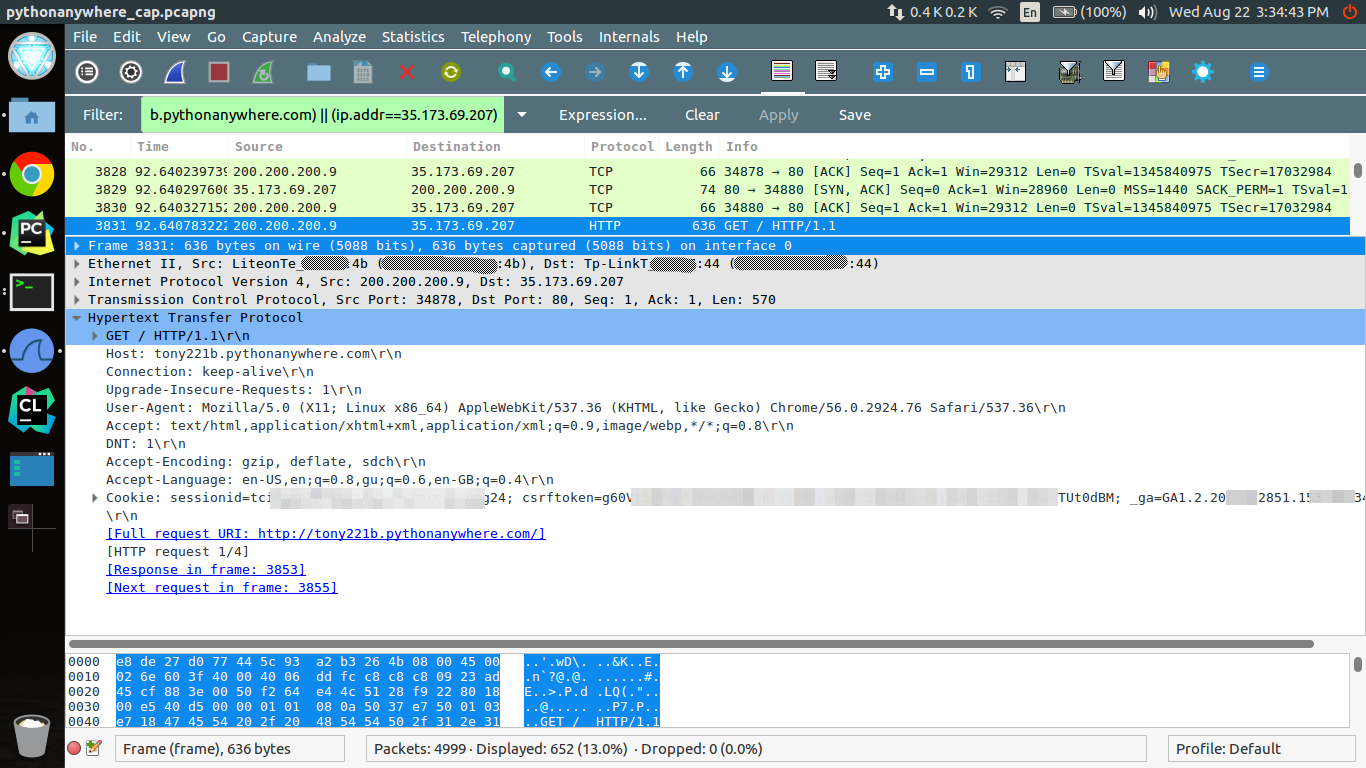 pythonanywhere_cap.pcapng 0.4 K 0.2 K En (100%) Wed Aug 22 3:34:43 PM
File Edit View Go Capture Analyze Statistics Telephony Tools Internals Help
Filter: b.pythonanywhere.com) || (ip.addr==35.173.69.207) Expression... Clear Apply Save
No. Time Source Destination Protocol Length Info
3828 92.64023973 200.200.200.9 35.173.69.207 TCP 66 34878 → 80 [ACK] Seq=1 Ack=1 Win=29312 Len=0 TSval=1345840975 TSecr=17032984
3829 92.64029760 35.173.69.207 200.200.200.9 TCP 74 80 → 34880 [SYN, ACK] Seq=0 Ack=1 Win=28960 Len=0 MSS=1440 SACK_PERM=1 TSval=1
3830 92.64032715 200.200.200.9 35.173.69.207 TCP 66 34880 → 80 [ACK] Seq=1 Ack=1 Win=29312 Len=0 TSval=1345840975 TSecr=17032984
3831 92.64078322 200.200.200.9 35.173.69.207 HTTP 636 GET / HTTP/1.1
Frame 3831: 636 bytes on wire (5088 bits), 636 bytes captured (5088 bits) on interface 0
Ethernet II, Src: LiteonTe_ :4b ( :4b), Dst: Tp-LinkT_ :44 ( :44)
Internet Protocol Version 4, Src: 200.200.200.9, Dst: 35.173.69.207
Transmission Control Protocol, Src Port: 34878, Dst Port: 80, Seq: 1, Ack: 1, Len: 570
Hypertext Transfer Protocol
GET / HTTP/1.1\r\n
Host: tony221b.pythonanywhere.com\r\n
Connection: keep-alive\r\n
Upgrade-Insecure-Requests: 1\r\n
User-Agent: Mozilla/5.0 (X11; Linux x86_64) AppleWebKit/537.36 (KHTML, like Gecko) Chrome/56.0.2924.76 Safari/537.36\r\n
Accept: text/html,application/xhtml+xml,application/xml;q=0.9,image/webp,*/*;q=0.8\r\n
DNT: 1\r\n
Accept-Encoding: gzip, deflate, sdch\r\n
Accept-Language: en-US,en;q=0.8,gu;q=0.6,en-GB;q=0.4\r\n
Cookie: sessionid=tci g24; csrftoken=g60V TUt0dBM; _ga=GA1.2.20 2851.15 34
\r\n
[Full request URI: http://tony221b.pythonanywhere.com/]
[HTTP request 1/4]
[Response in frame: 3853]
[Next request in frame: 3855]
0000 e8 de 27 d0 77 44 5c 93 a2 b3 26 4b 08 00 45 00 ..'.wD\. ..&K..E.
0010 02 6e 60 3f 40 00 40 06 dd fc c8 c8 c8 09 23 ad .n`?@.@. ......#.
0020 45 cf 88 3e 00 50 f2 64 e4 4c 51 28 f9 22 80 18 E..>.P.d .LQ(."..
0030 00 e5 40 d5 00 00 01 01 08 0a 50 37 e7 50 01 03 ..@..... ..P7.P..
0040 e7 18 47 45 54 20 2f 20 48 54 54 50 2f 31 2e 31 ..GET / HTTP/1.1
Frame (frame), 636 bytes Packets: 4999 · Displayed: 652 (13.0%) · Dropped: 0 (0.0%) Profile: Default
PC
>_
CL